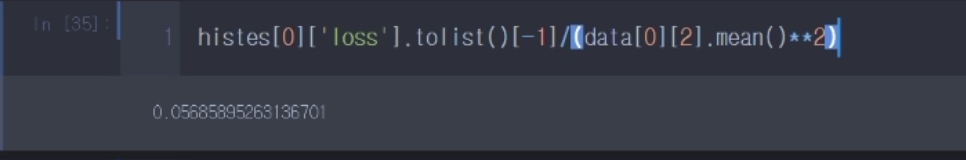 In [35]:
1 histes[0]['loss'].tolist()[-1]/(data[0][2].mean()**2)
0.05685895263136701